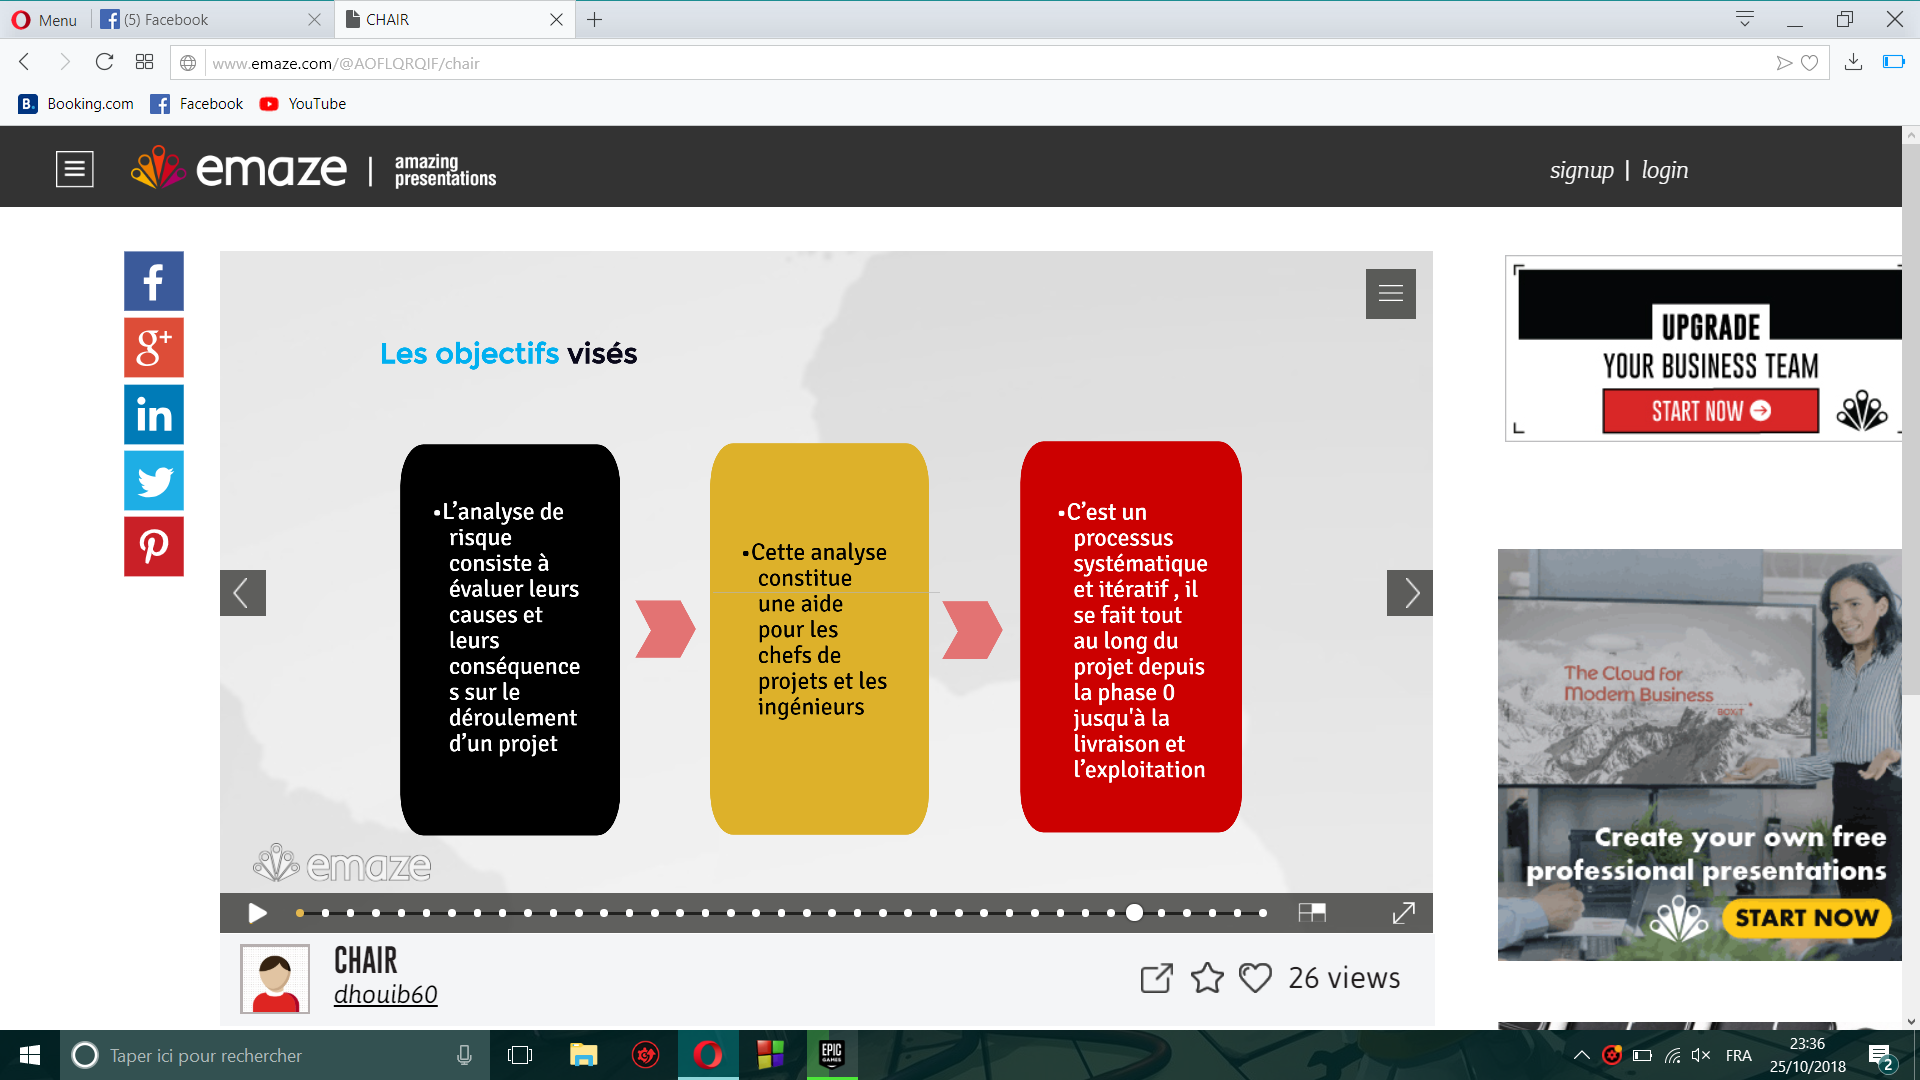 Menu
(5) Facebook
CHAIR
www.emaze.com/@AOFLQRQIF/chair
Booking.com
Facebook
YouTube
emaze | amazing presentations
signup | login
Les objectifs visés
•L’analyse de
risque
consiste à
évaluer leurs
causes et
leurs
conséquence
s sur le
déroulement
d’un projet
•Cette analyse
constitue
une aide
pour les
chefs de
projets et les
ingénieurs
•C’est un
processus
systématique
et itératif , il
se fait tout
au long du
projet depuis
la phase 0
jusqu'à la
livraison et
l’exploitation
emaze
CHAIR
dhouib60
26 views
UPGRADE
YOUR BUSINESS TEAM
START NOW
The Cloud for
Modern Business
Create your own free
professional presentations
START NOW
Taper ici pour rechercher
EPIC
GAMES
FRA
23:36
25/10/2018
2